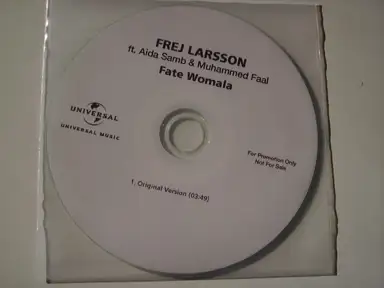 FREJ LARSSON
ft. Aida Samb & Muhammed Faal
Fate Womala
UNIVERSAL
UNIVERSAL MUSIC
For Promotion Only
Not For Sale
1. Original Version (03:49)